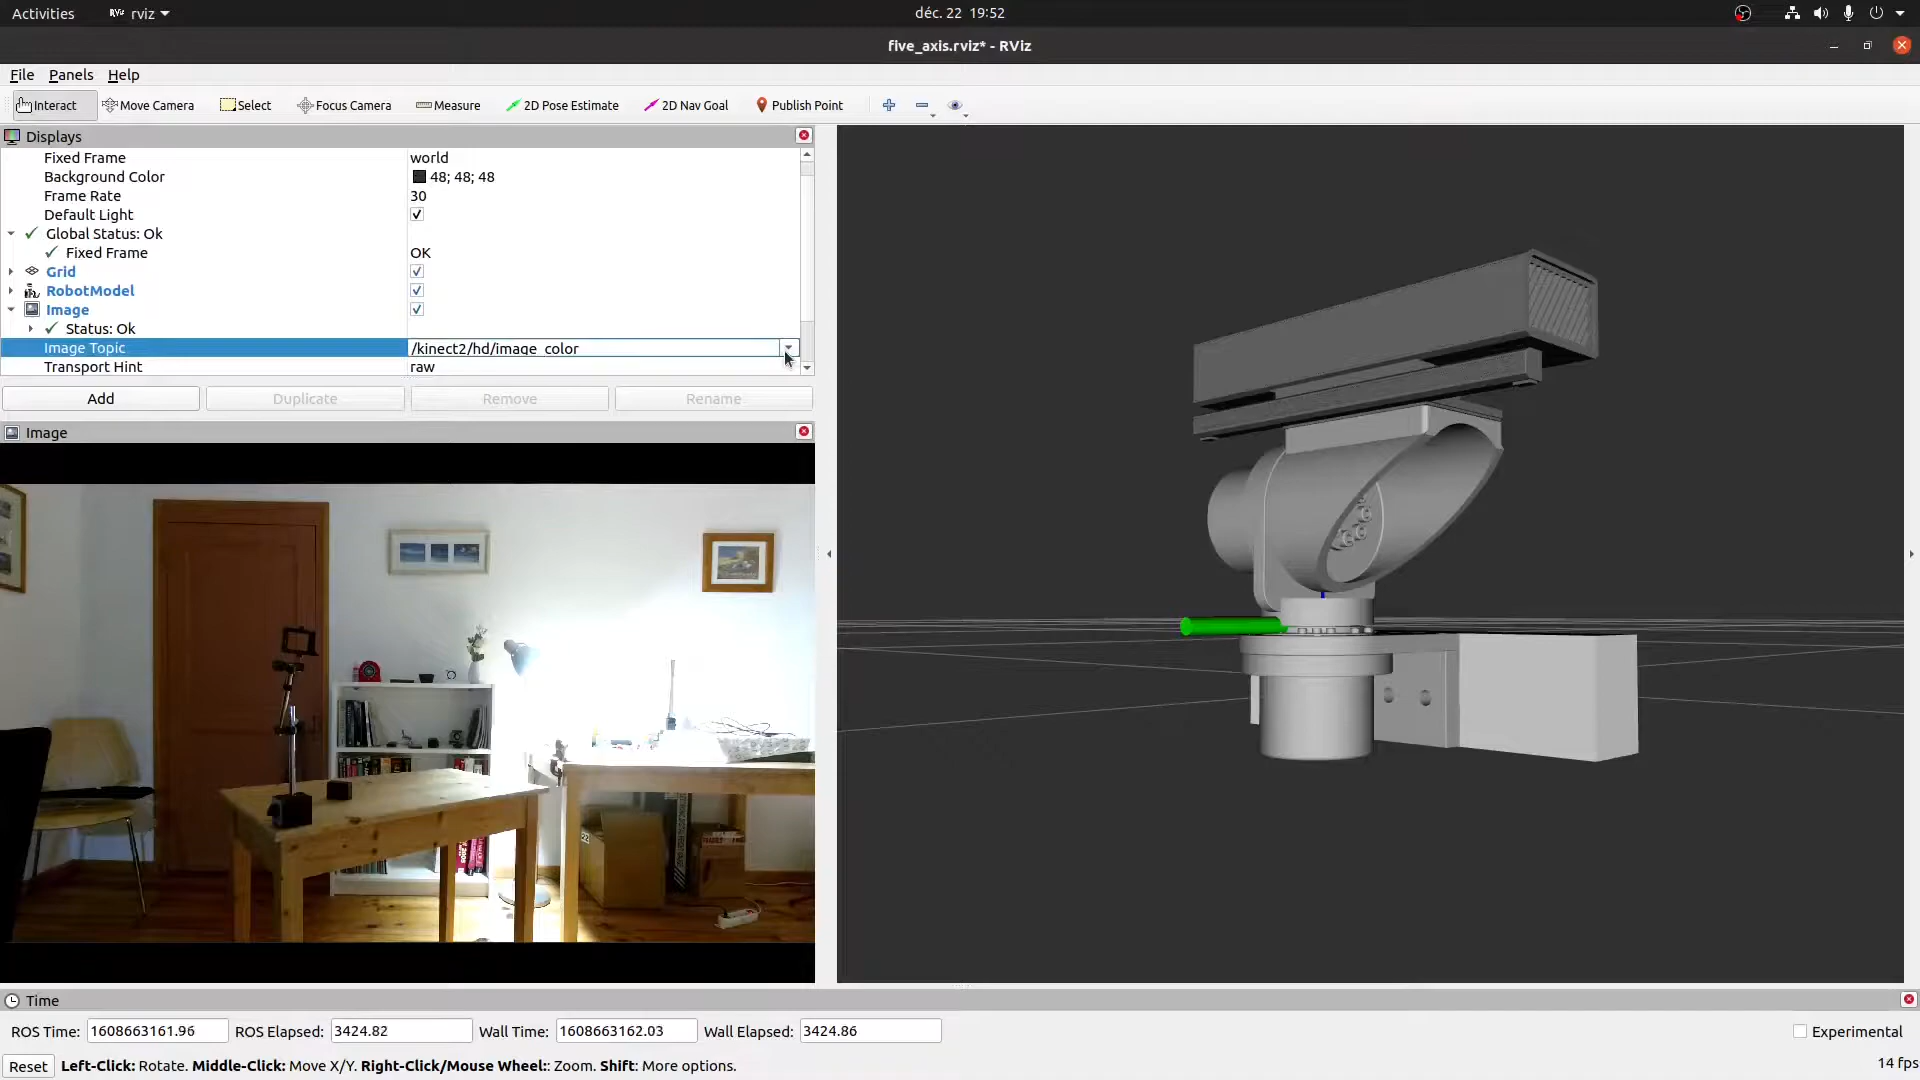 Activities rviz déc. 22 19:52
five_axis.rviz* - RViz
File Panels Help
Interact Move Camera Select Focus Camera Measure 2D Pose Estimate 2D Nav Goal Publish Point
Displays
Fixed Frame world
Background Color 48; 48; 48
Frame Rate 30
Default Light
Global Status: Ok
Fixed Frame OK
Grid
RobotModel
Image
Status: Ok
Image Topic /kinect2/hd/image_color
Transport Hint raw
Add Duplicate Remove Rename
Image
Time
ROS Time: 1608663161.96 ROS Elapsed: 3424.82 Wall Time: 1608663162.03 Wall Elapsed: 3424.86 Experimental
Reset Left-Click: Rotate. Middle-Click: Move X/Y. Right-Click/Mouse Wheel:: Zoom. Shift: More options. 14 fps